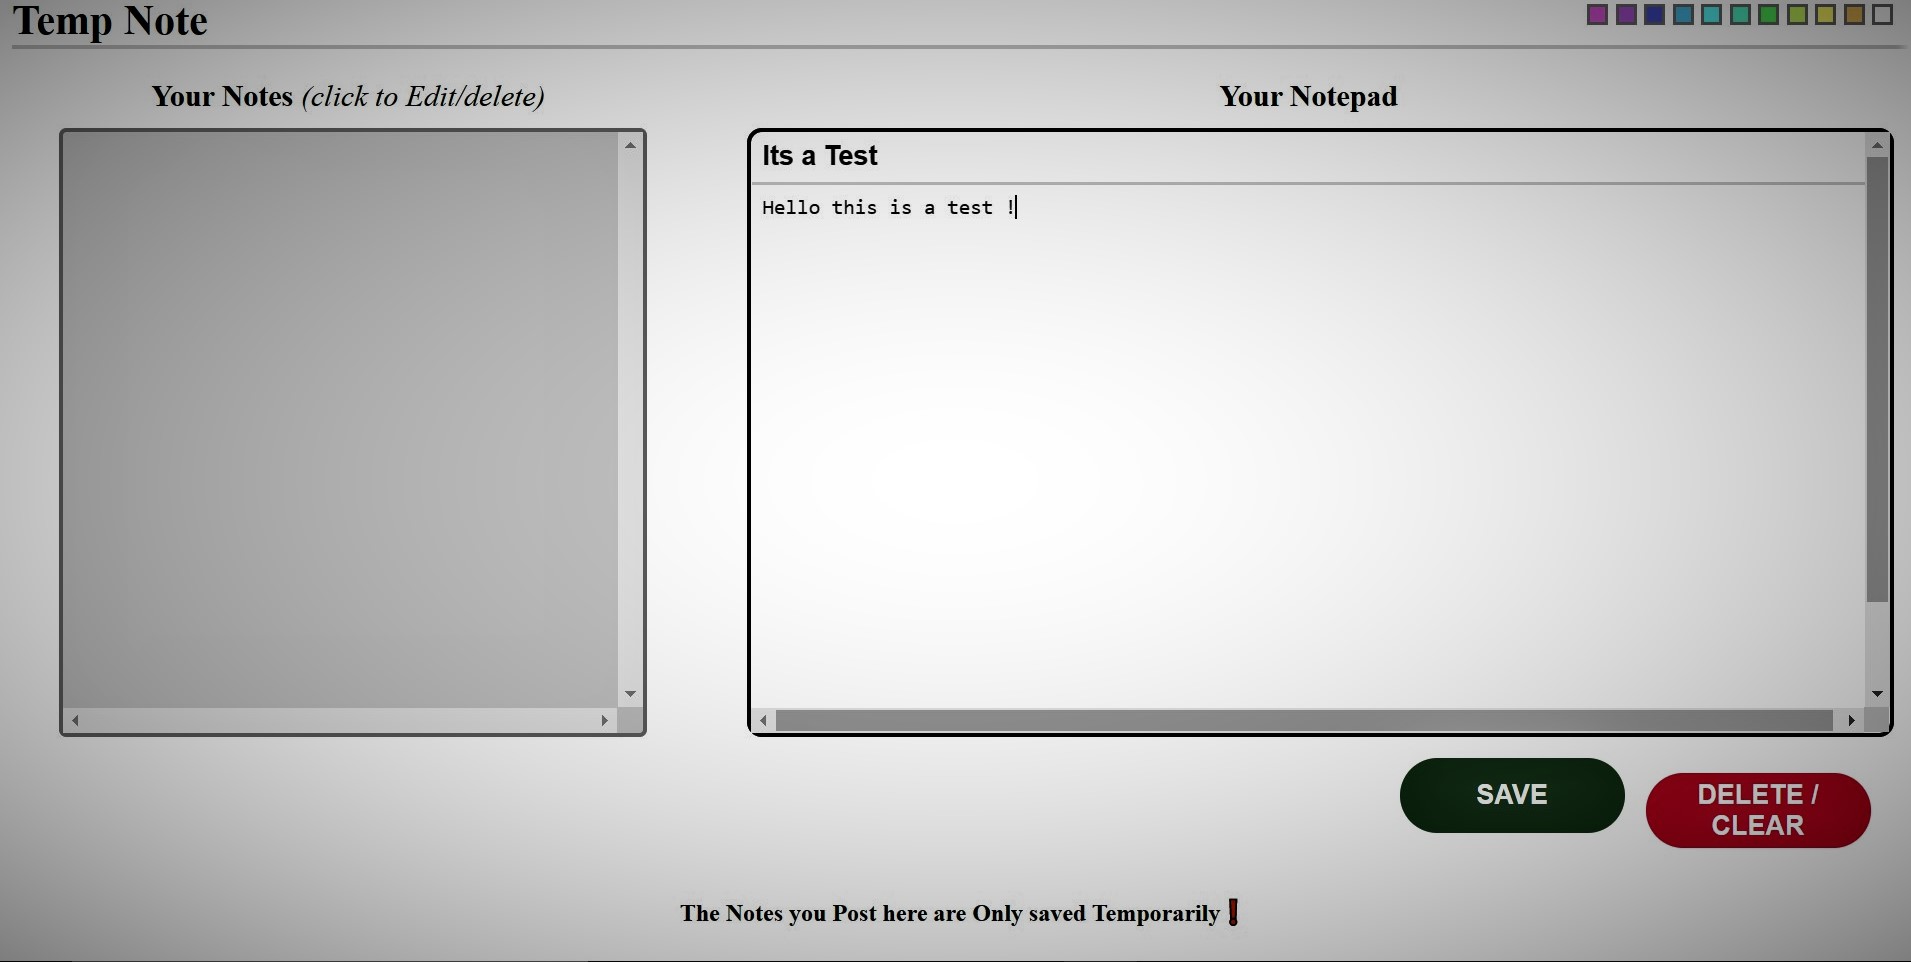 Temp Note
Your Notes (click to Edit/delete)
Your Notepad
Its a Test
Hello this is a test !
SAVE
DELETE /
CLEAR
The Notes you Post here are Only saved Temporarily❗